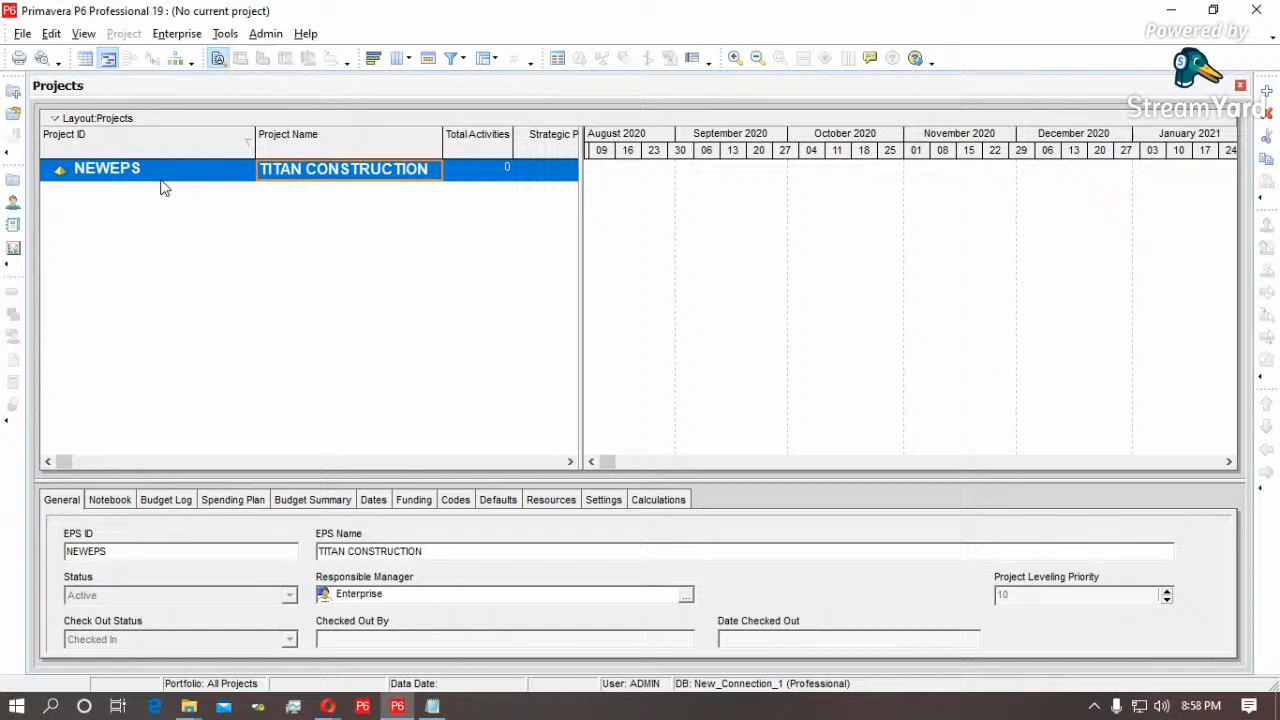 Primavera P6 Professional 19 : (No current project)
File Edit View Project Enterprise Tools Admin Help
Powered by
StreamYard
Projects
Layout:Projects
Project ID Project Name Total Activities Strategic P
August 2020 September 2020 October 2020 November 2020 December 2020 January 2021
09 16 23 30 06 13 20 27 04 11 18 25 01 08 15 22 29 06 13 20 27 03 10 17 24
NEWEPS TITAN CONSTRUCTION 0
General Notebook Budget Log Spending Plan Budget Summary Dates Funding Codes Defaults Resources Settings Calculations
EPS ID EPS Name
NEWEPS TITAN CONSTRUCTION
Status Responsible Manager Project Leveling Priority
Active Enterprise ... 10
Check Out Status Checked Out By Date Checked Out
Checked In
Portfolio: All Projects Data Date: User: ADMIN DB: New_Connection_1 (Professional)
8:58 PM